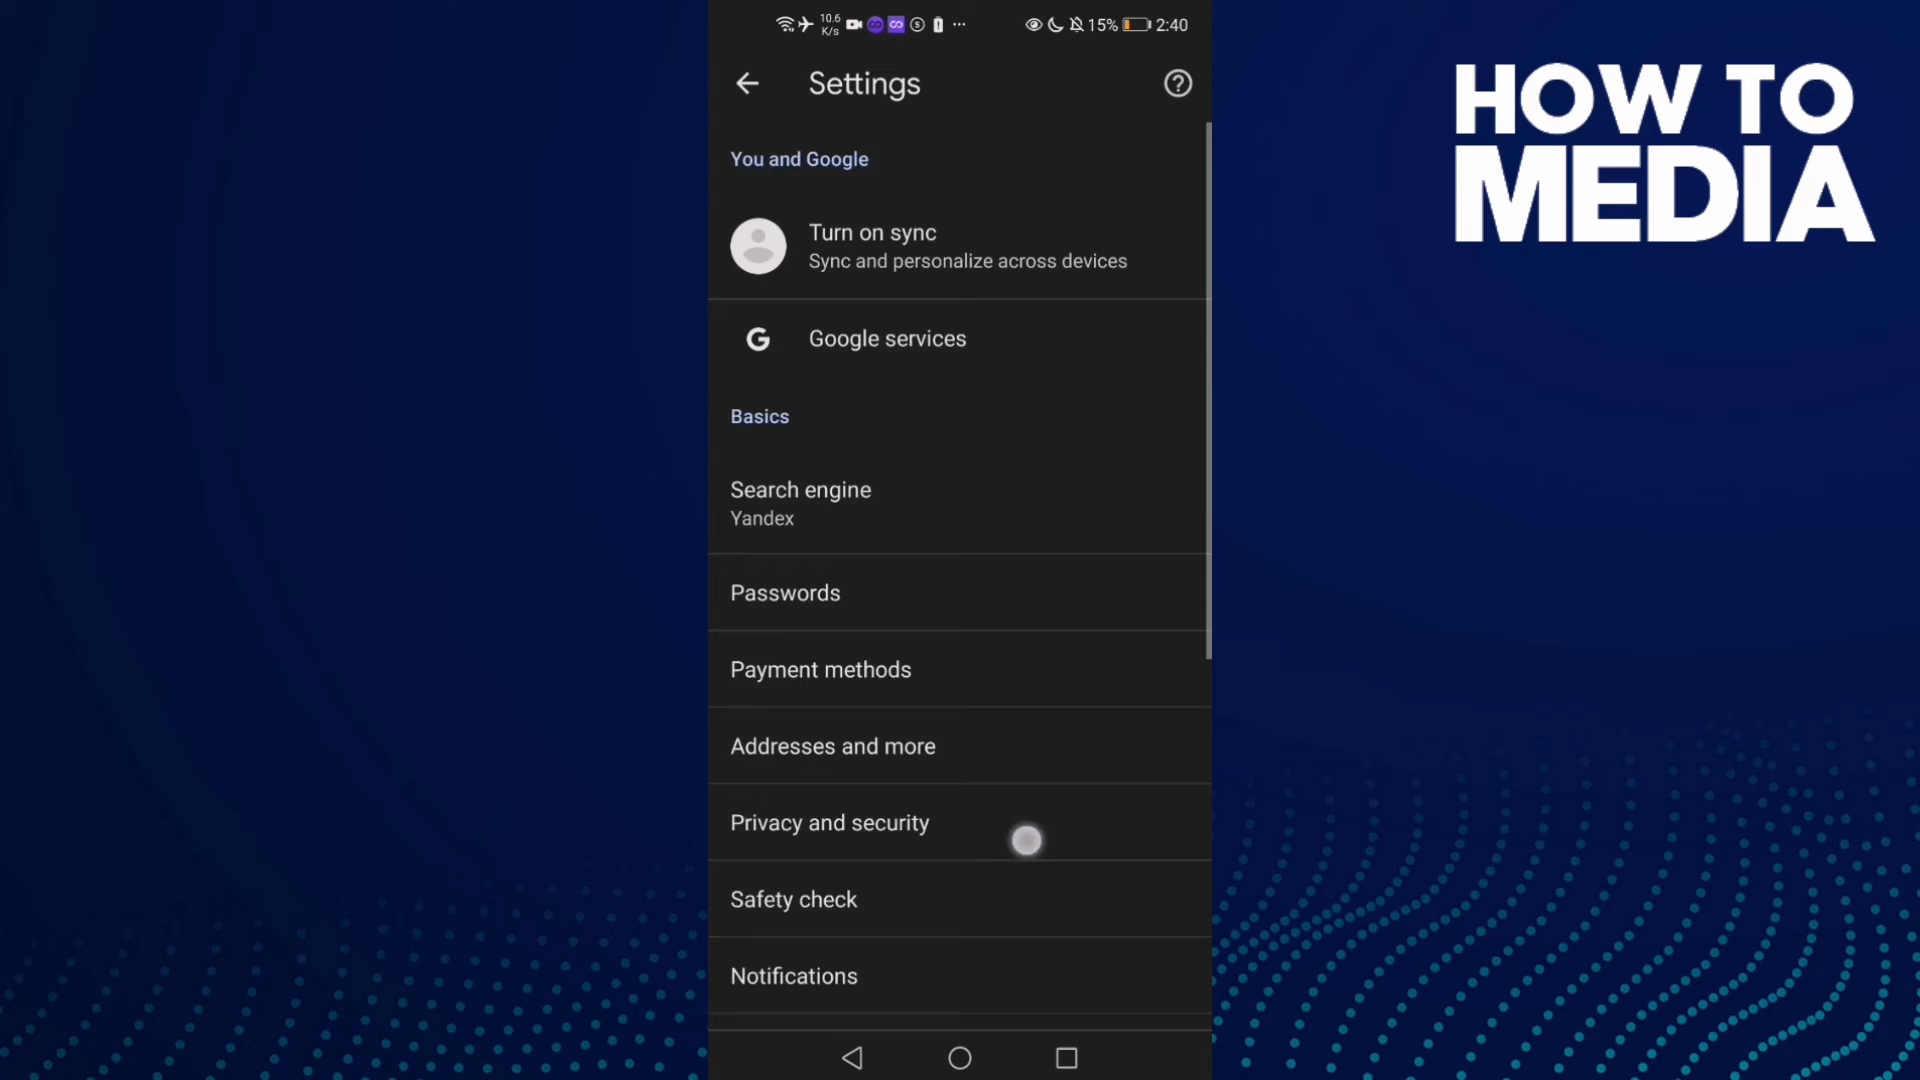 10.6
K/s
15%
2:40
Settings
HOW TO
MEDIA
You and Google
Turn on sync
Sync and personalize across devices
G
Google services
Basics
Search engine
Yandex
Passwords
Payment methods
Addresses and more
Privacy and security
Safety check
Notifications